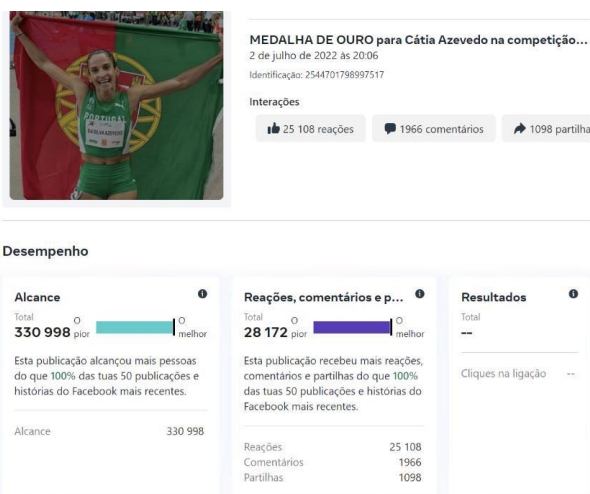 PORTUGAL
MEDALHA DE OURO para Cátia Azevedo na competição...
2 de julho de 2022 às 20:06
Identificação: 2544701798997517
Interações
25 108 reações
1966 comentários
1098 partilha
Desempenho
Alcance
Total
330 998
O
pior
O
melhor
Esta publicação alcançou mais pessoas
do que 100% das tuas 50 publicações e
histórias do Facebook mais recentes.
Alcance 330 998
Reações, comentários e p...
Total
28 172
O
pior
O
melhor
Esta publicação recebeu mais reações,
comentários e partilhas do que 100%
das tuas 50 publicações e histórias do
Facebook mais recentes.
Reações 25 108
Comentários 1966
Partilhas 1098
Resultados
Total
--
Cliques na ligação --